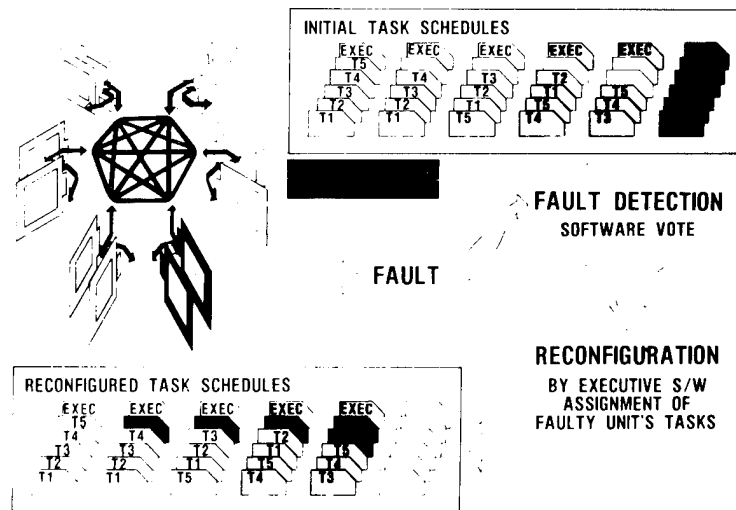 INITIAL TASK SCHEDULES
EXEC EXEC EXEC EXEC EXEC
T5
T4 T4 T3 T2
T3 T3 T2 T1 T5
T2 T2 T1 T5 T4
T1 T1 T5 T4 T3
FAULT DETECTION
SOFTWARE VOTE
FAULT
RECONFIGURATION
BY EXECUTIVE S/W
ASSIGNMENT OF
FAULTY UNIT'S TASKS
RECONFIGURED TASK SCHEDULES
EXEC EXEC EXEC EXEC EXEC
T5
T4 T4 T3 T2
T3 T3 T2 T1 T5
T2 T2 T1 T5 T4
T1 T1 T5 T4 T3